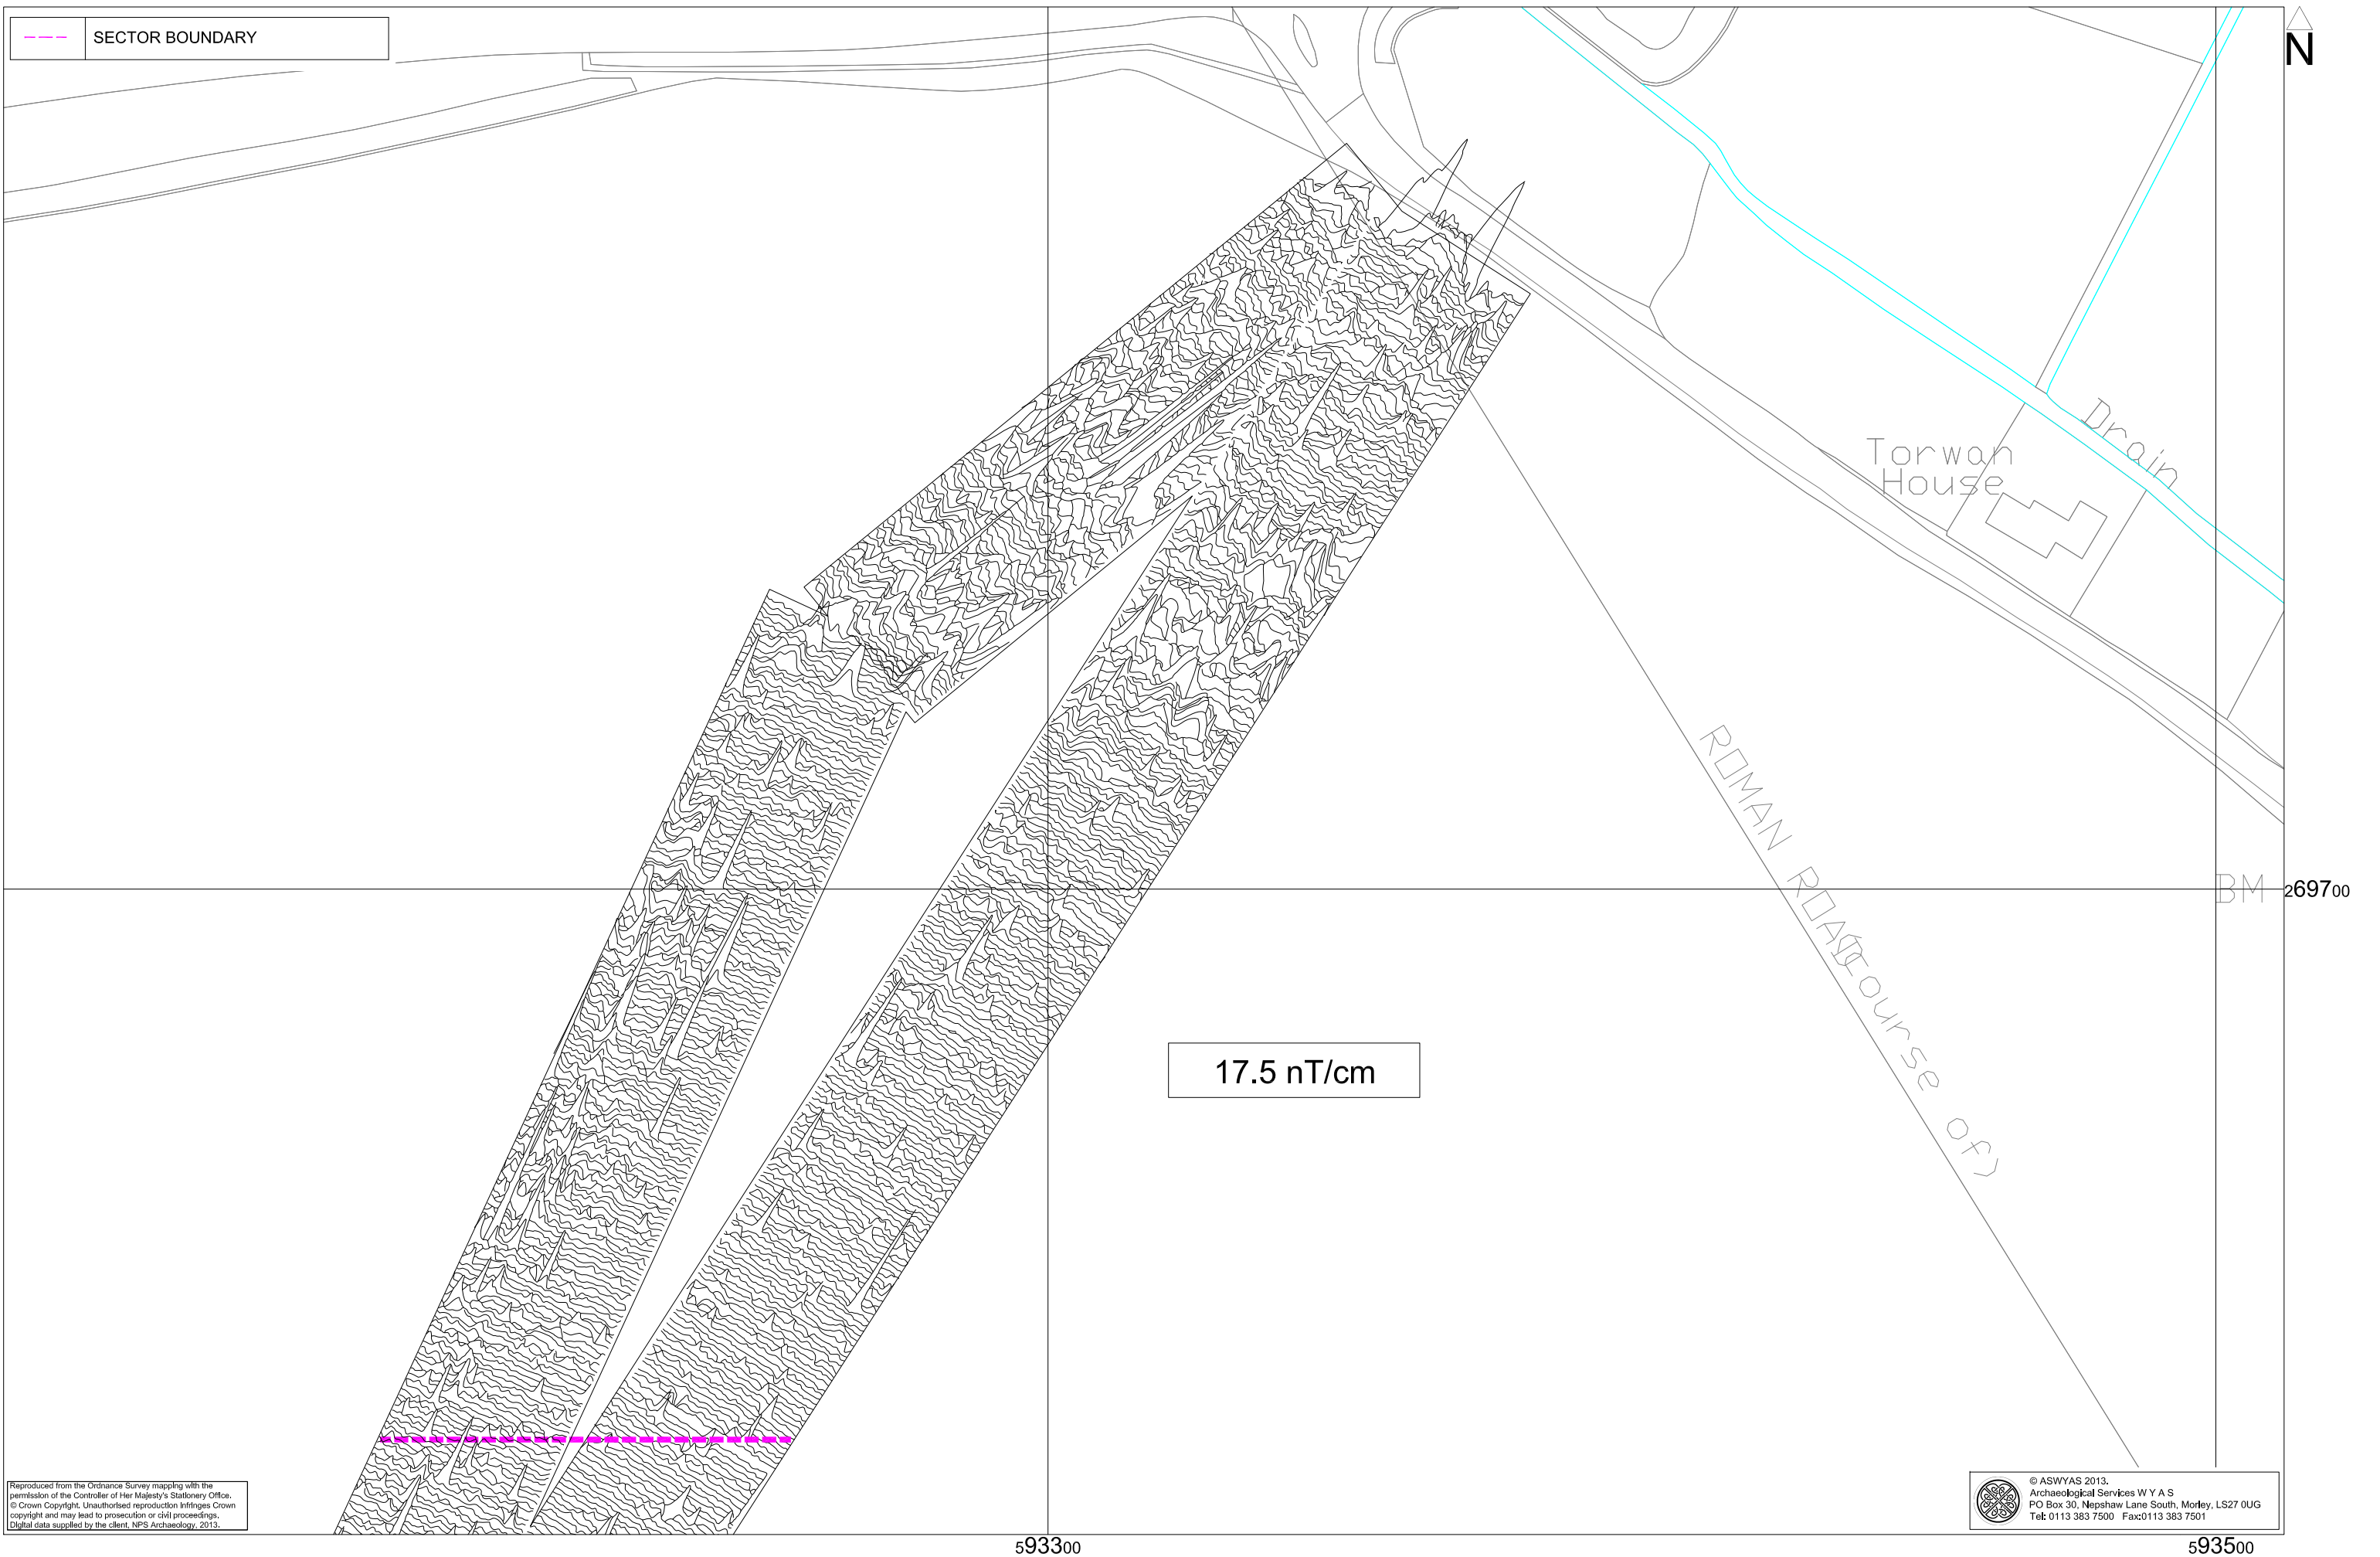 SECTOR BOUNDARY
N
Drain
Torwan
House
ROMAN ROAD
(Course of)
BM
269700
17.5 nT/cm
Reproduced from the Ordnance Survey mapping with the
permission of the Controller of Her Majesty's Stationery Office.
© Crown Copyright. Unauthorised reproduction infringes Crown
copyright and may lead to prosecution or civil proceedings.
Digital data supplied by the client, NPS Archaeology, 2013.
© ASWYAS 2013.
Archaeological Services W Y A S
PO Box 30, Nepshaw Lane South, Morley, LS27 0UG
Tel: 0113 383 7500 Fax:0113 383 7501
593300
593500